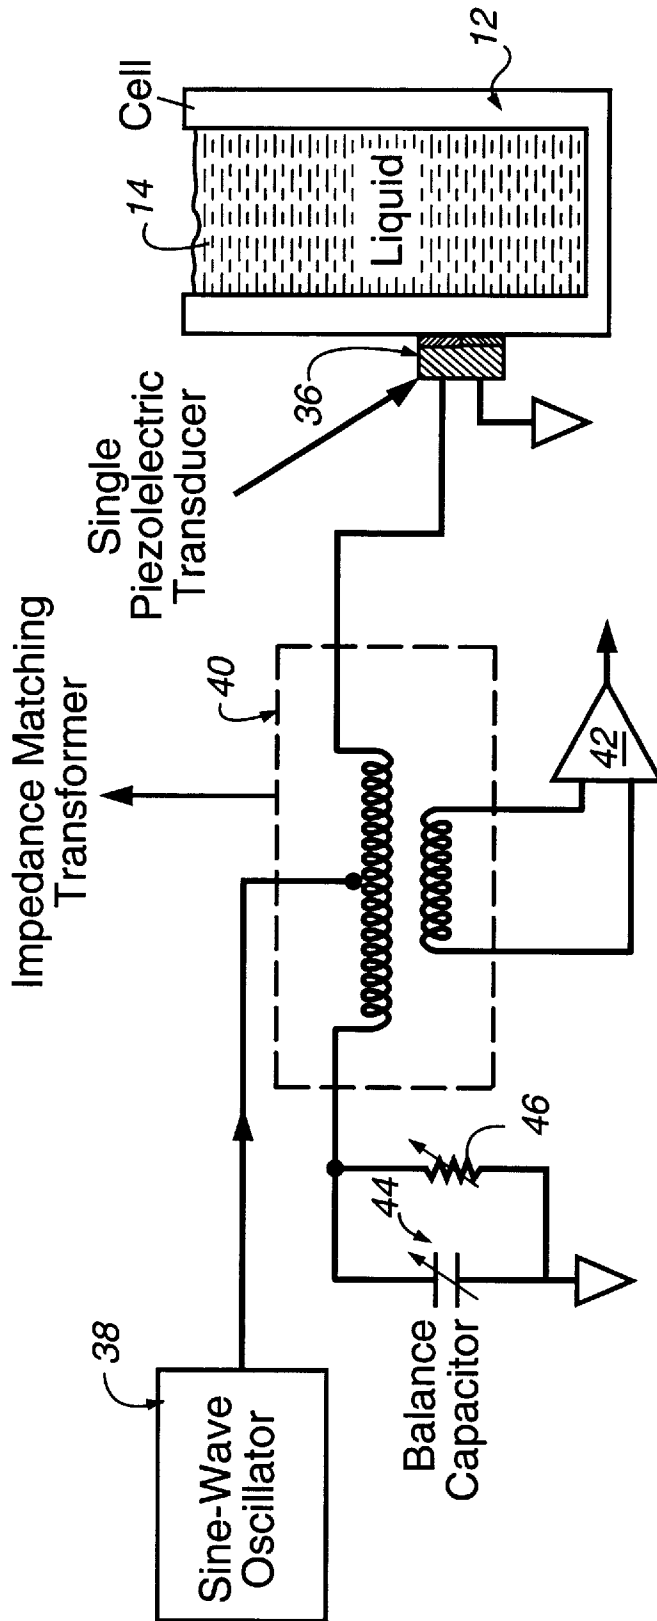 Sine-Wave
Oscillator
38
Balance
Capacitor
44
46
Impedance Matching
Transformer
40
42
Single
Piezolelectric
Transducer
36
14
Cell
Liquid
12